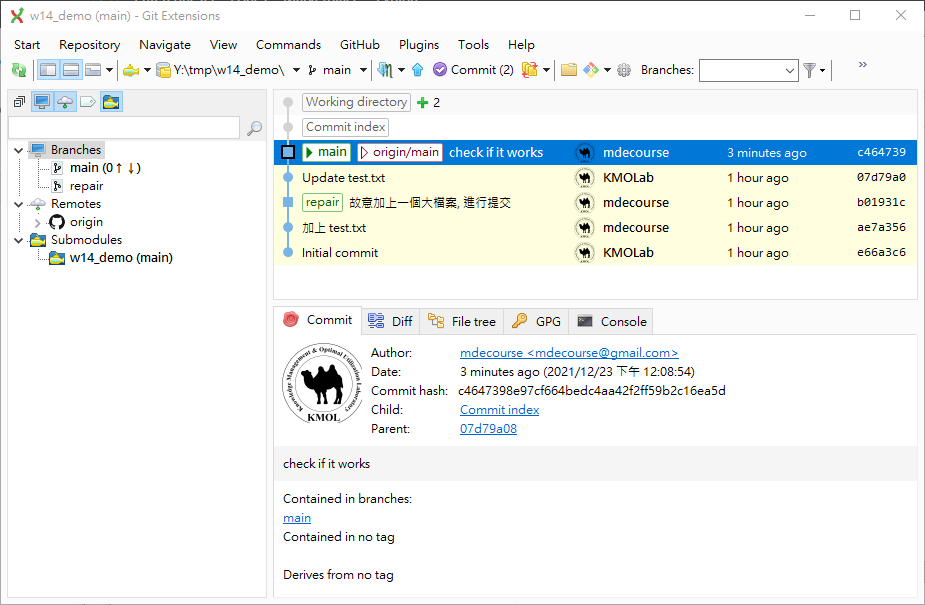 w14_demo (main) - Git Extensions
Start Repository Navigate View Commands GitHub Plugins Tools Help
Y:\tmp\w14_demo\ main Commit (2) Branches: »
Working directory 2
Commit index
main origin/main check if it works mdecourse 3 minutes ago c464739
Update test.txt KMOLab 1 hour ago 07d79a0
repair 故意加上一個大檔案, 進行提交 mdecourse 1 hour ago b01931c
加上 test.txt mdecourse 1 hour ago ae7a356
Initial commit KMOLab 1 hour ago e66a3c6
Branches
main (0↑ ↓)
repair
Remotes
origin
Submodules
w14_demo (main)
Commit Diff File tree GPG Console
Knowledge Management & Optimal Utilization Laboratory
KMOL
Author: mdecourse <mdecourse@gmail.com>
Date: 3 minutes ago (2021/12/23 下午 12:08:54)
Commit hash: c4647398e97cf664bedc4aa42f2ff59b2c16ea5d
Child: Commit index
Parent: 07d79a08
check if it works
Contained in branches:
main
Contained in no tag
Derives from no tag